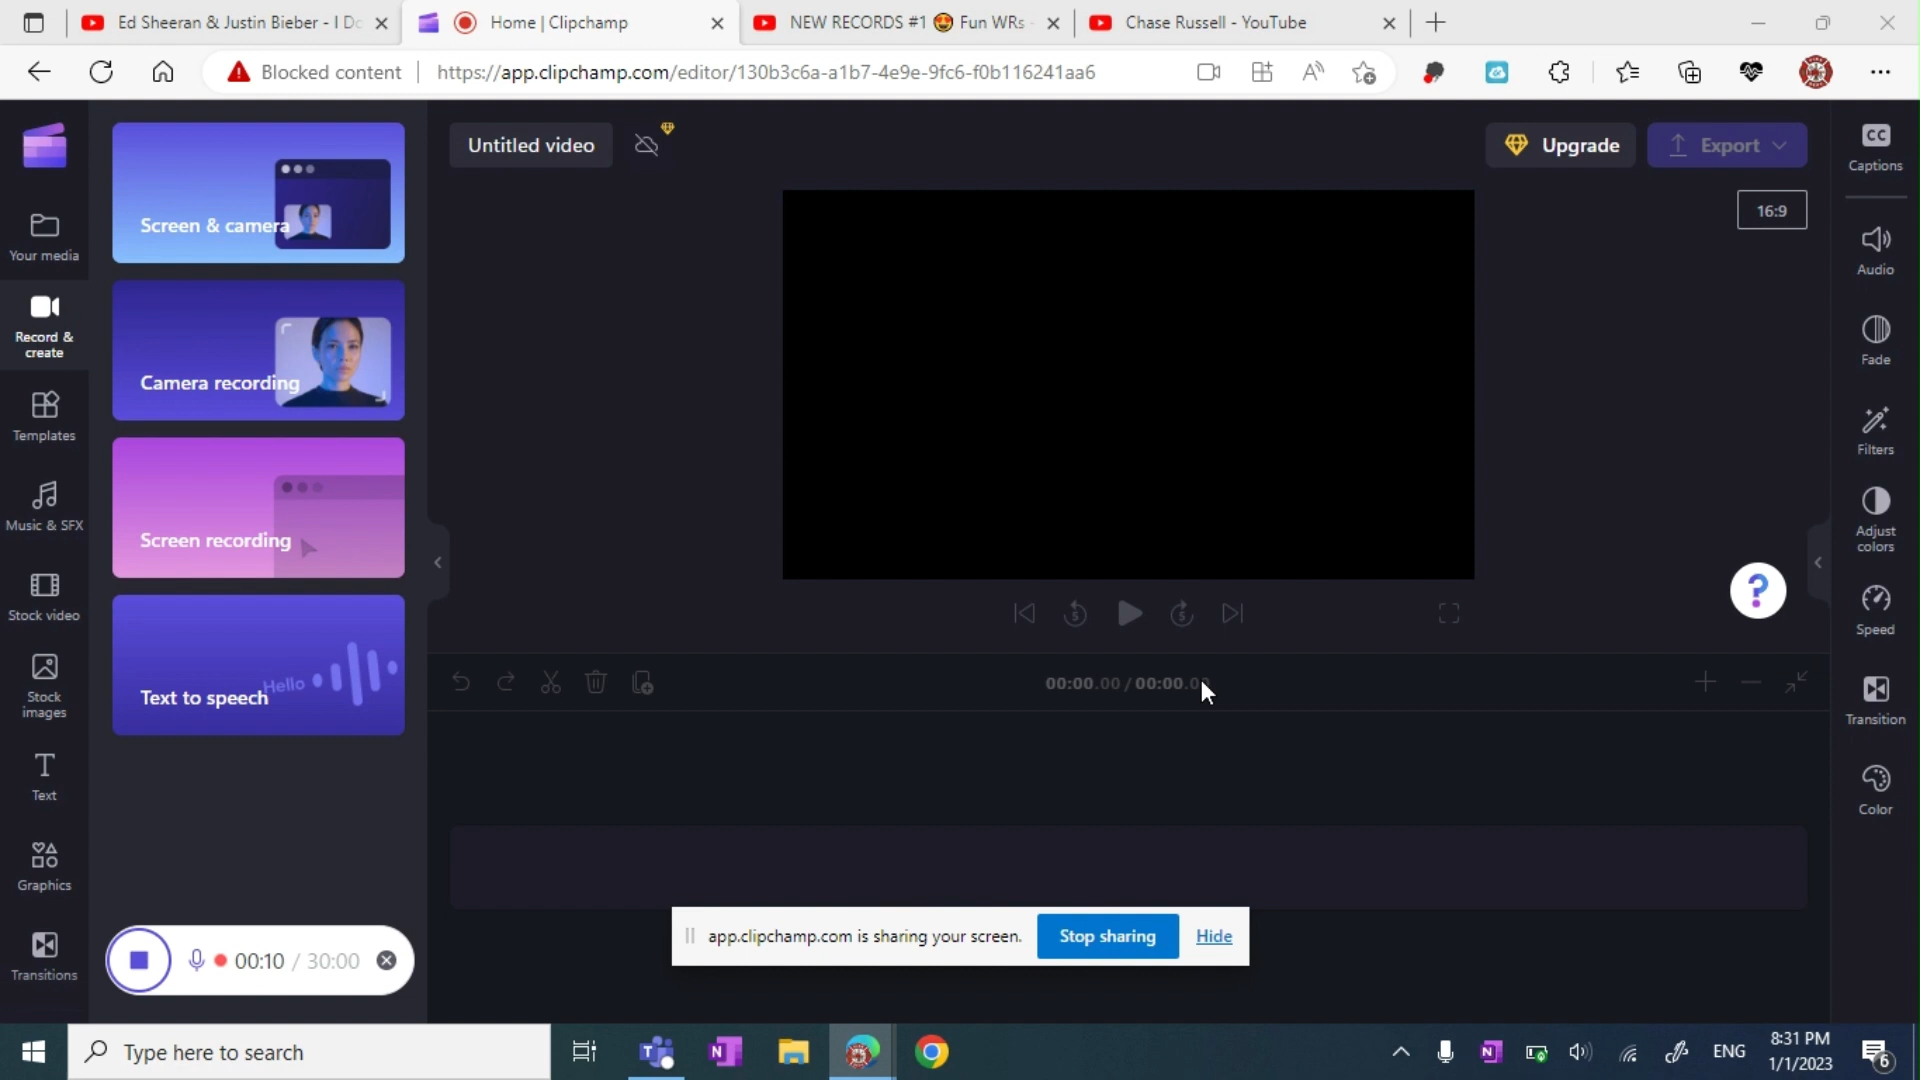 Ed Sheeran & Justin Bieber - I Do
Home | Clipchamp
NEW RECORDS #1 😍 Fun WRs -
Chase Russell - YouTube
Blocked content
https://app.clipchamp.com/editor/130b3c6a-a1b7-4e9e-9fc6-f0b116241aa6
Your media
Record &
create
Templates
Music & SFX
Stock video
Stock
images
Text
Graphics
Transitions
Screen & camera
Camera recording
Screen recording
Hello
Text to speech
00:10 / 30:00
Untitled video
Upgrade
Export
16:9
5
5
?
00:00.00 / 00:00.00
app.clipchamp.com is sharing your screen.
Stop sharing
Hide
CC
Captions
Audio
Fade
Filters
Adjust
colors
Speed
Transition
Color
Type here to search
T
N
N
ENG
8:31 PM
1/1/2023
6